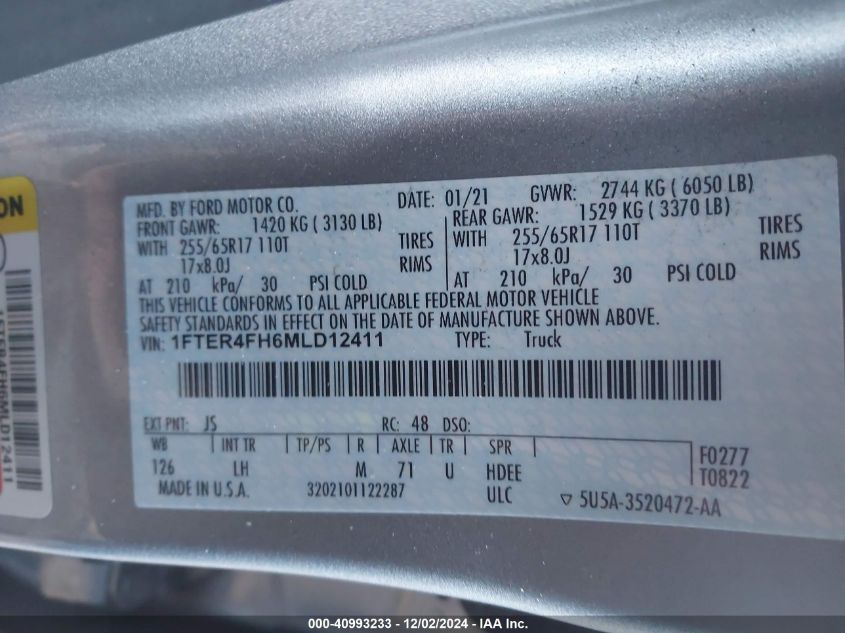 ON
1FTER4FH6MLD12411
MFD. BY FORD MOTOR CO. DATE: 01/21 GVWR: 2744 KG ( 6050 LB)
FRONT GAWR: 1420 KG ( 3130 LB) REAR GAWR: 1529 KG ( 3370 LB)
WITH 255/65R17 110T TIRES WITH 255/65R17 110T TIRES
17x8.0J RIMS 17x8.0J RIMS
AT 210 kPa/ 30 PSI COLD AT 210 kPa/ 30 PSI COLD
THIS VEHICLE CONFORMS TO ALL APPLICABLE FEDERAL MOTOR VEHICLE
SAFETY STANDARDS IN EFFECT ON THE DATE OF MANUFACTURE SHOWN ABOVE.
VIN: 1FTER4FH6MLD12411 TYPE: Truck
EXT PNT: JS RC: 48 DSO:
WB INT TR TP/PS R AXLE TR SPR F0277
126 LH M 71 U HDEE T0822
MADE IN U.S.A. 3202101122287 ULC 5U5A-3520472-AA
000-40993233 - 12/02/2024 - IAA Inc.